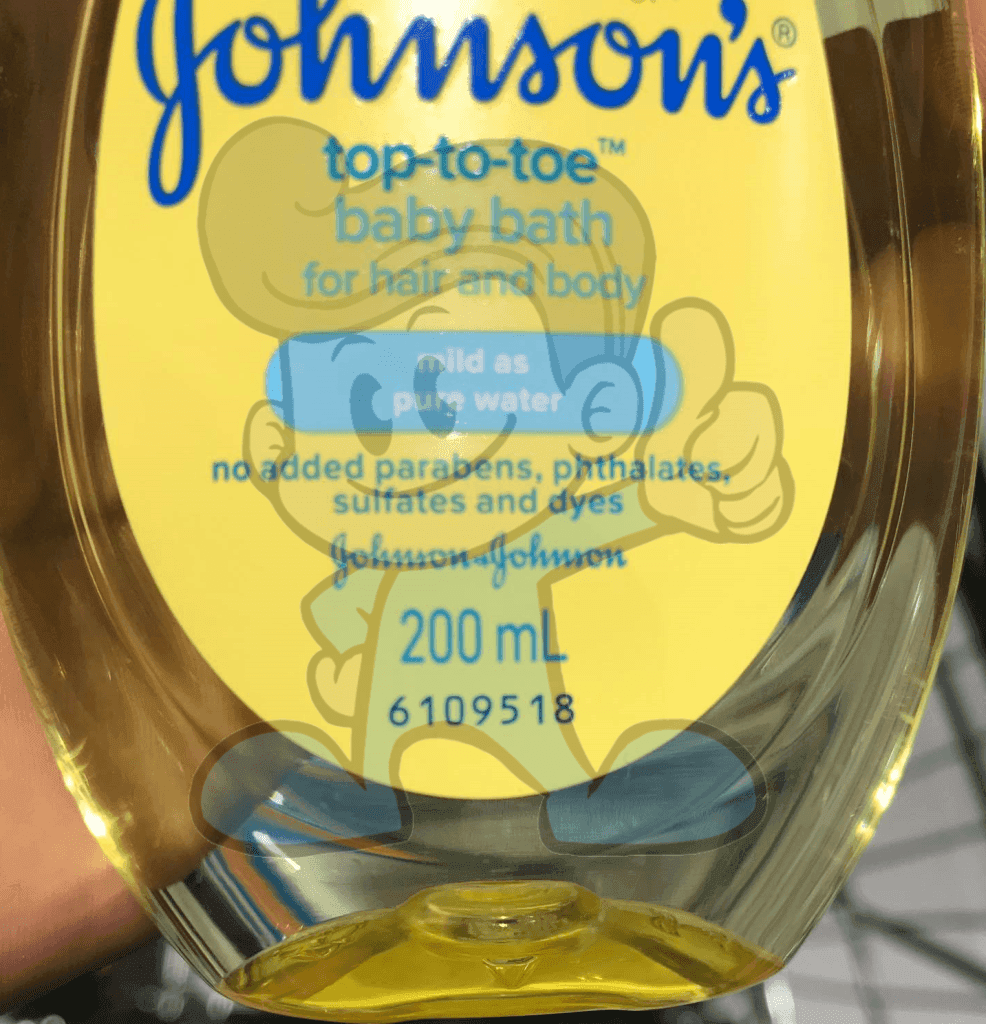 Johnson's®
top-to-toe™
baby bath
for hair and body
mild as
pure water
no added parabens, phthalates,
sulfates and dyes
Johnson & Johnson
200 mL
6109518